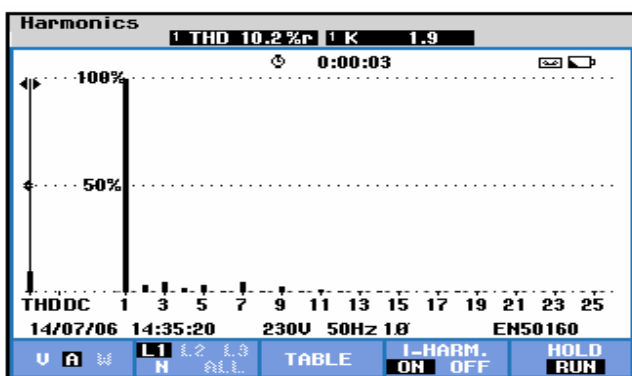 Harmonics
1 THD 10.2%r 1 K 1.9
0:00:03
100%
50%
THD DC 1 3 5 7 9 11 13 15 17 19 21 23 25
14/07/06 14:35:20 230V 50Hz 1.0 EN50160
V A W L1 L2 L3 N ALL TABLE I-HARM. ON OFF HOLD RUN